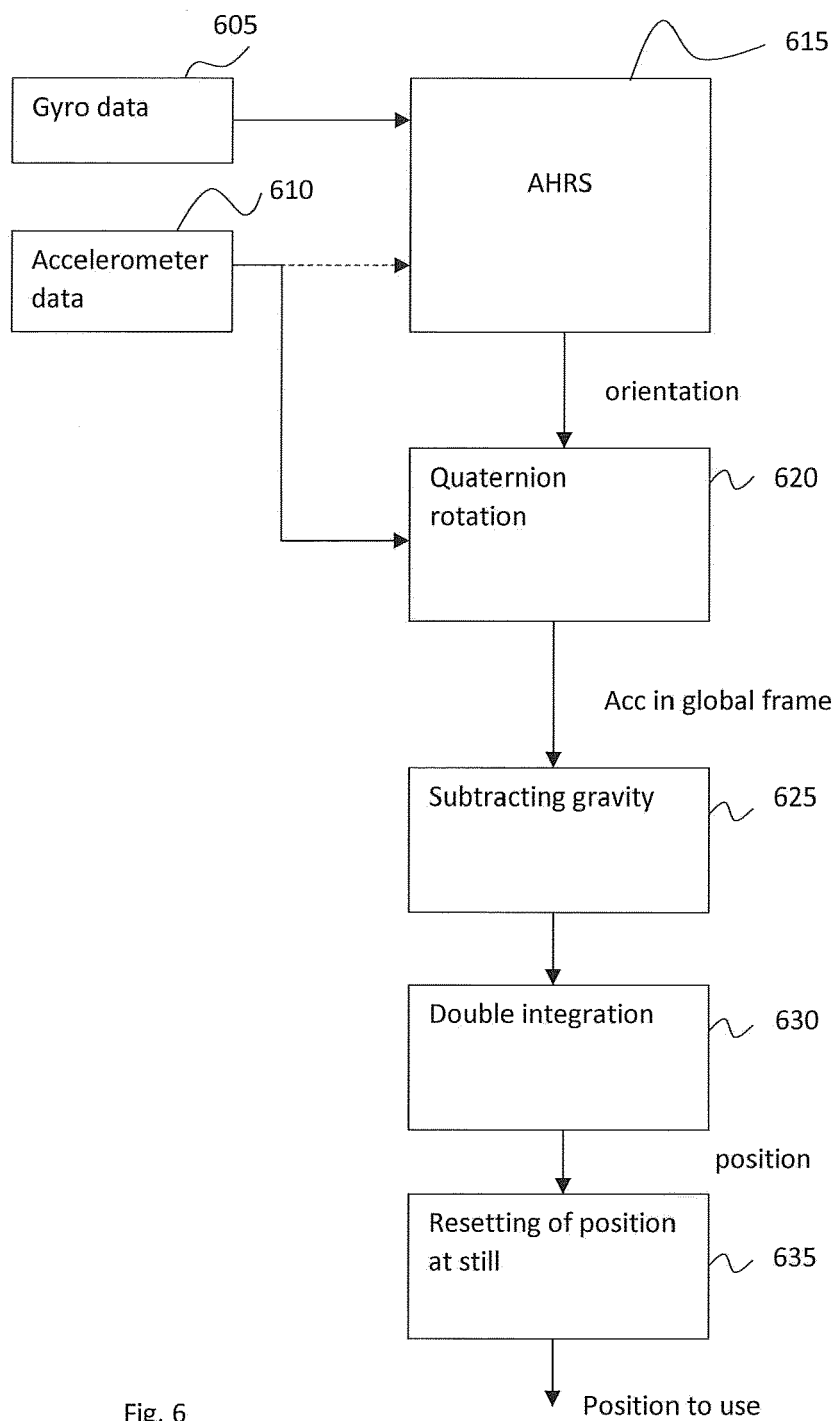 605
615
Gyro data
AHRS
610
Accelerometer
data
orientation
Quaternion
rotation
620
Acc in global frame
Subtracting gravity
625
Double integration
630
position
Resetting of position
at still
635
Position to use
Fig. 6